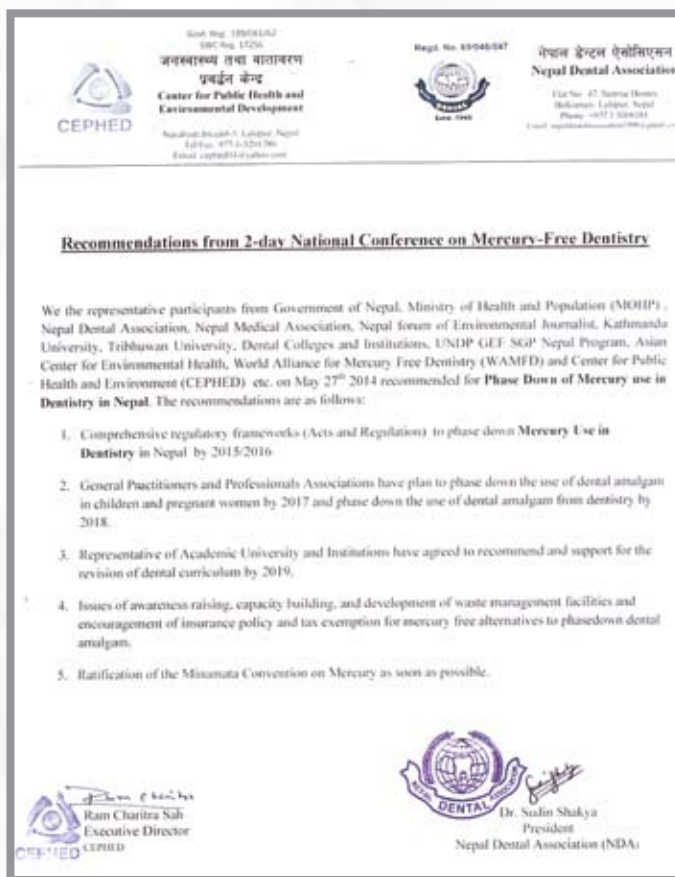 CEPHED
जनस्वास्थ्य तथा वातावरण
प्रवर्द्धन केन्द्र
Center for Public Health and
Environmental Development
Regd. No. 63/046/047
DENTAL
नेपाल डेन्टल ऐसोसिएसन
Nepal Dental Association
Recommendations from 2-day National Conference on Mercury-Free Dentistry
We the representative participants from Government of Nepal, Ministry of Health and Population (MOHP) ,
Nepal Dental Association, Nepal Medical Association, Nepal forum of Environmental Journalist, Kathmandu
University, Tribhuwan University, Dental Colleges and Institutions, UNDP GEF SGP Nepal Program, Asian
Center for Environmental Health, World Alliance for Mercury Free Dentistry (WAMFD) and Center for Public
Health and Environment (CEPHED) etc. on May 27th 2014 recommended for Phase Down of Mercury use in
Dentistry in Nepal. The recommendations are as follows:
1. Comprehensive regulatory frameworks (Acts and Regulation) to phase down Mercury Use in
Dentistry in Nepal by 2015/2016
2. General Practitioners and Professionals Associations have plan to phase down the use of dental amalgam
in children and pregnant women by 2017 and phase down the use of dental amalgam from dentistry by
2018.
3. Representative of Academic University and Institutions have agreed to recommend and support for the
revision of dental curriculum by 2019.
4. Issues of awareness raising, capacity building, and development of waste management facilities and
encouragement of insurance policy and tax exemption for mercury free alternatives to phasedown dental
amalgam.
5. Ratification of the Minamata Convention on Mercury as soon as possible.
Ram Charitra
Ram Charitra Sah
Executive Director
CEPHED
CEPHED
NEPAL DENTAL ASSOCIATION
Dr. Sudin Shakya
President
Nepal Dental Association (NDA)